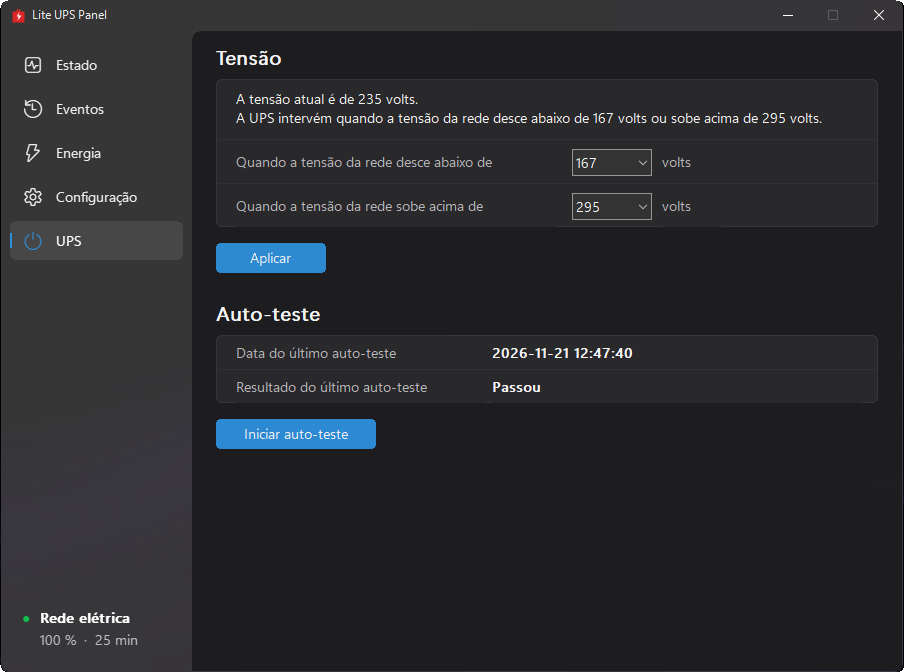 Lite UPS Panel
Estado
Eventos
Energia
Configuração
UPS
Rede elétrica
100 % · 25 min
Tensão
A tensão atual é de 235 volts.
A UPS intervém quando a tensão da rede desce abaixo de 167 volts ou sobe acima de 295 volts.
Quando a tensão da rede desce abaixo de 167 volts
Quando a tensão da rede sobe acima de 295 volts
Aplicar
Auto-teste
Data do último auto-teste 2026-11-21 12:47:40
Resultado do último auto-teste Passou
Iniciar auto-teste